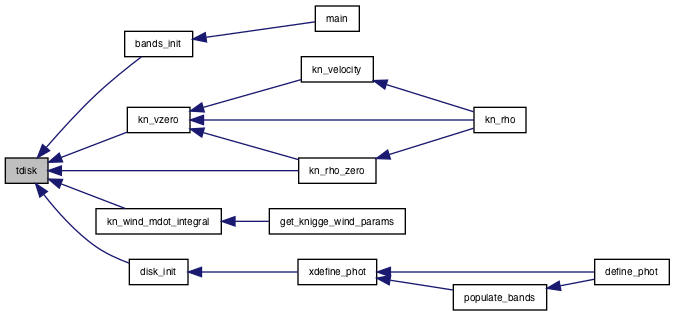 main
bands_init
kn_velocity
kn_vzero
kn_rho
tdisk
kn_rho_zero
kn_wind_mdot_integral
get_knigge_wind_params
disk_init
xdefine_phot
define_phot
populate_bands